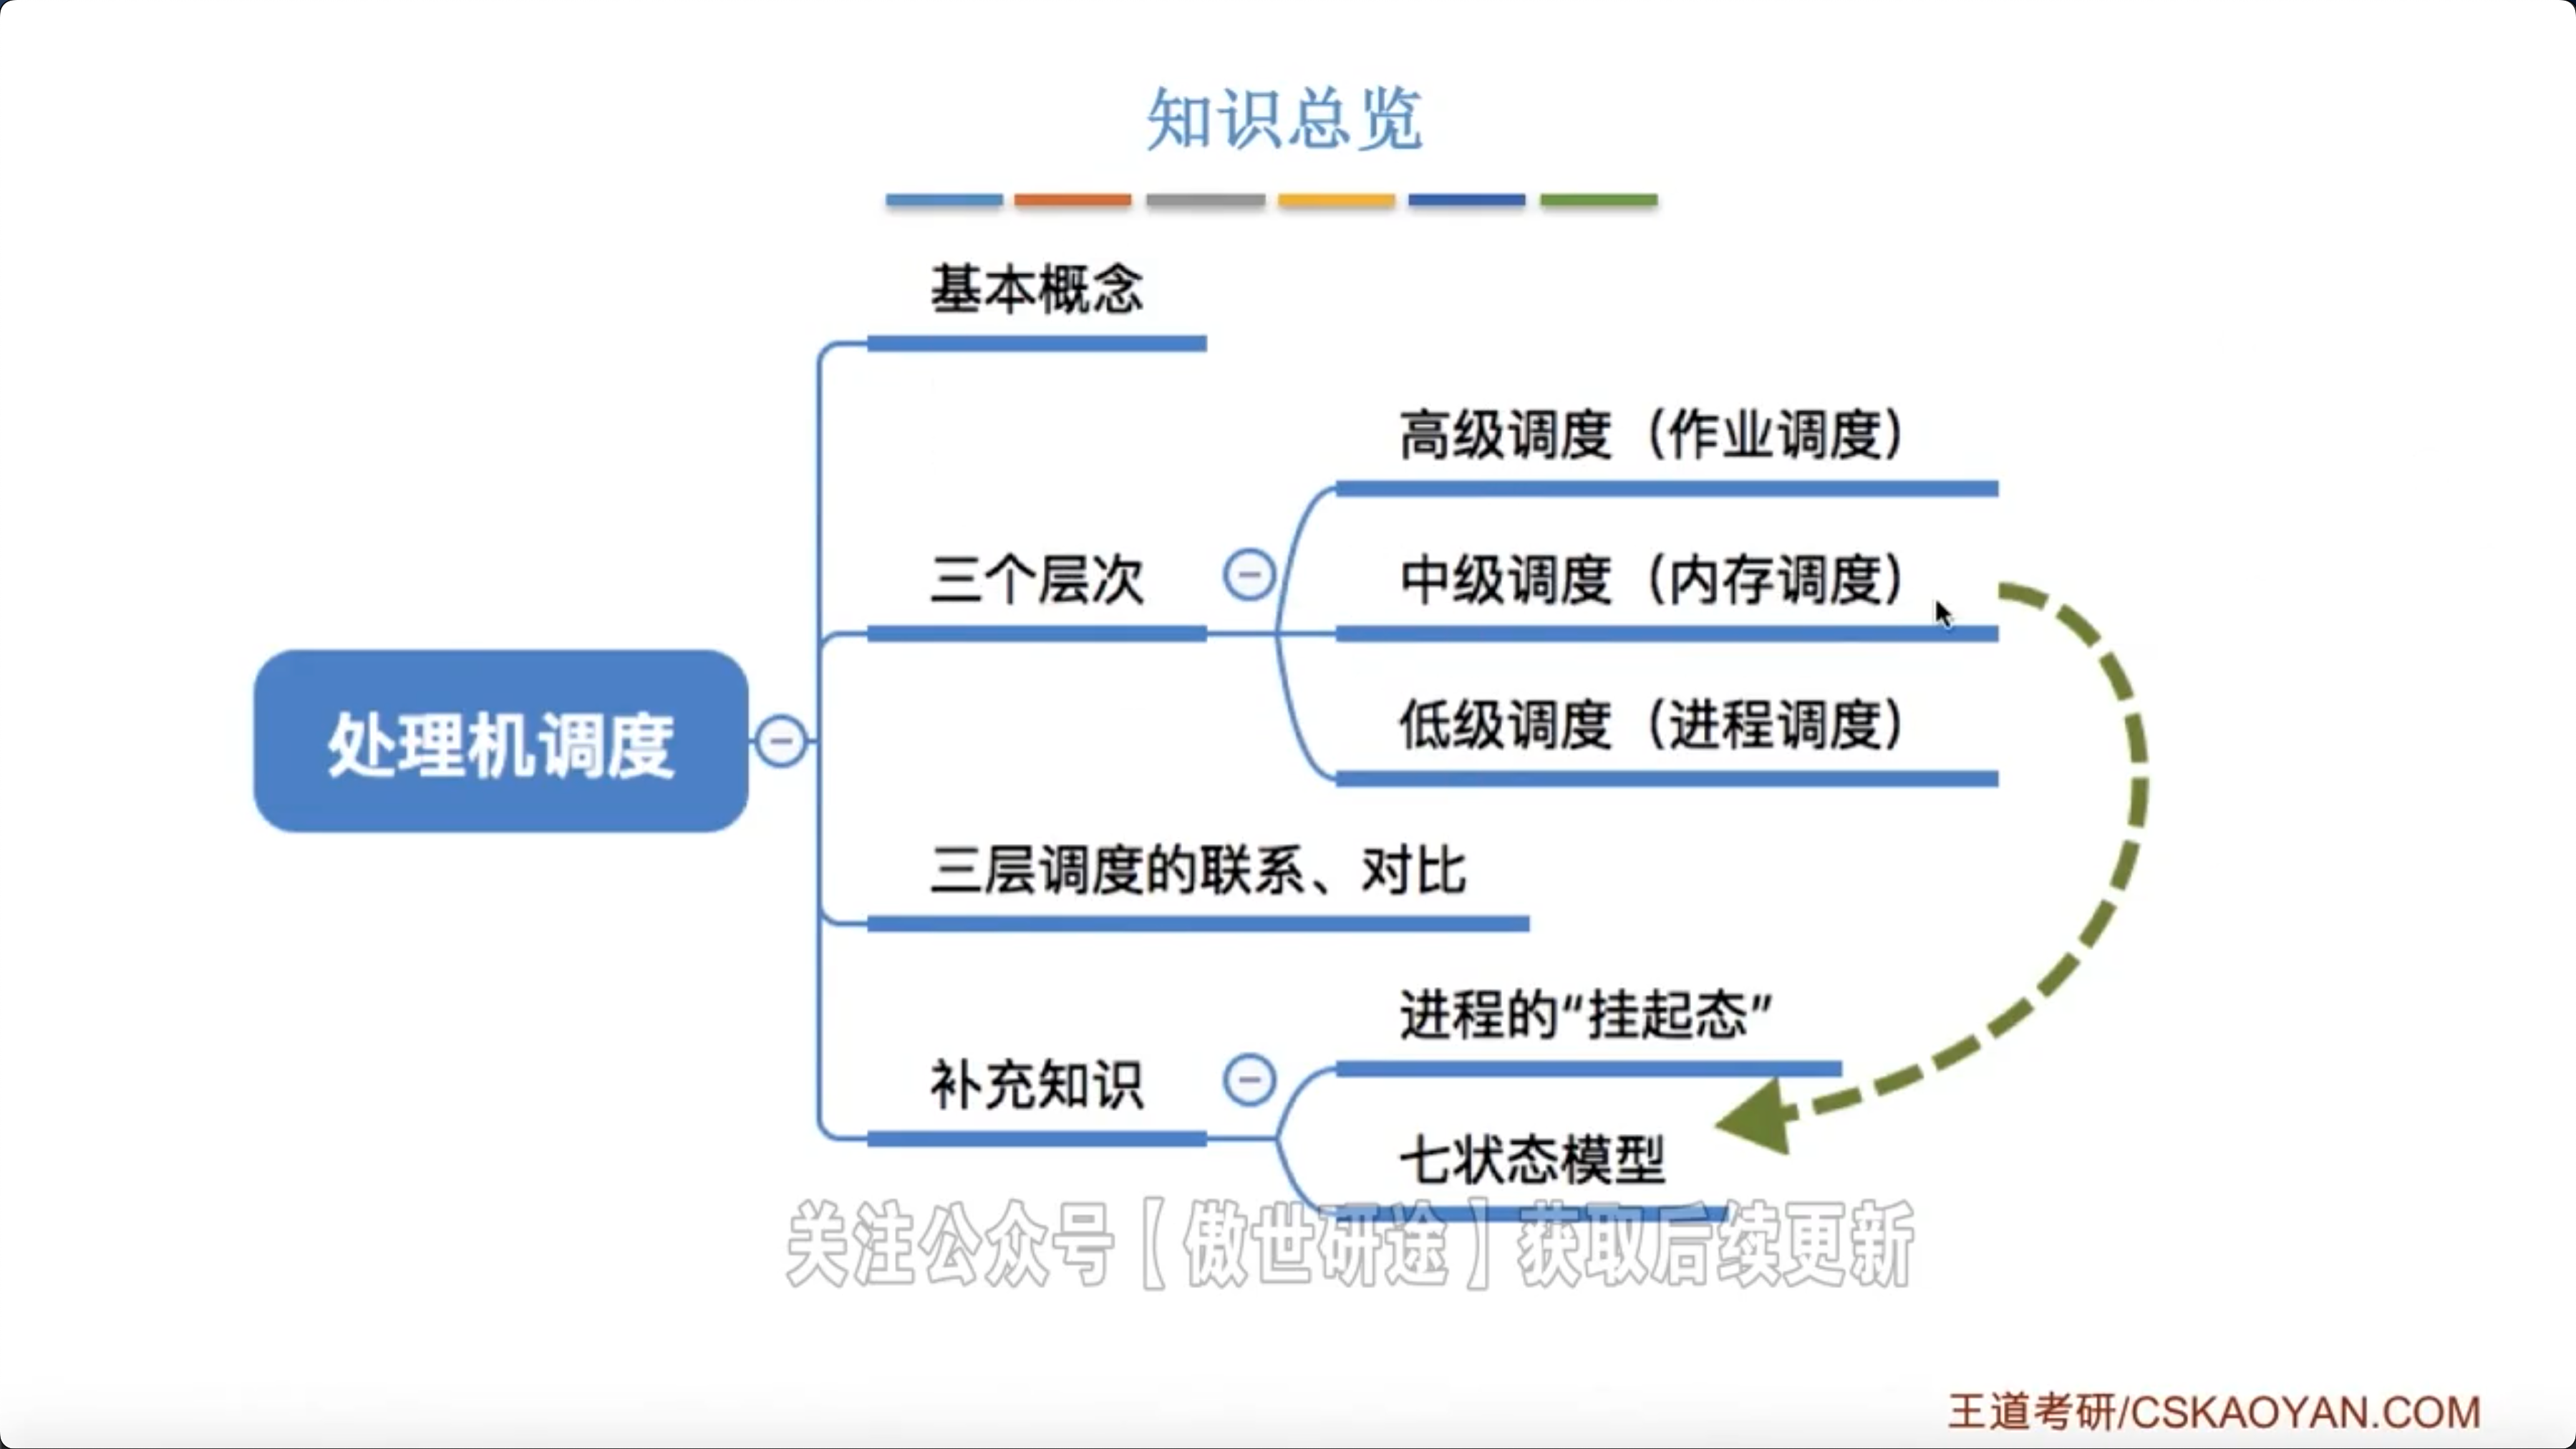 知识总览
基本概念
高级调度（作业调度）
三个层次
中级调度（内存调度）
低级调度（进程调度）
处理机调度
三层调度的联系、对比
进程的“挂起态”
补充知识
七状态模型
关注公众号【傲世研途】获取后续更新
王道考研/CSKAOYAN.COM